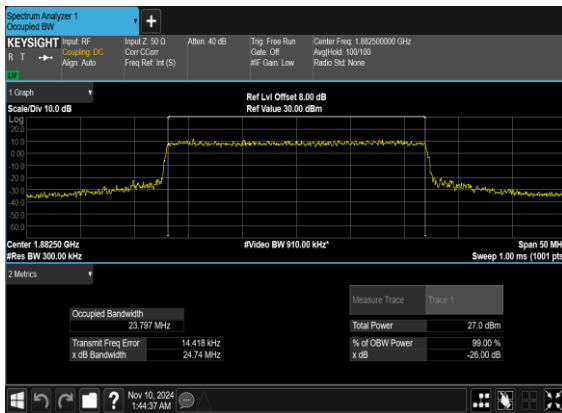 Spectrum Analyzer 1
Occupied BW
KEYSIGHT
R T
Input: RF
Coupling: DC
Align: Auto
Input Z: 50 Ω
Corr CCorr
Freq Ref: Int (S)
Atten: 40 dB
Trig: Free Run
Gate: Off
#IF Gain: Low
Center Freq: 1.882500000 GHz
Avg|Hold: 100/100
Radio Std: None
1 Graph
Scale/Div 10.0 dB
Ref Lvl Offset 8.00 dB
Ref Value 30.00 dBm
Log
20.0
10.0
0.00
-10.0
-20.0
-30.0
-40.0
-50.0
-60.0
Center 1.88250 GHz
#Video BW 910.00 kHz*
Span 50 MH
#Res BW 300.00 kHz
Sweep 1.00 ms (1001 pts
2 Metrics
Measure Trace Trace 1
Occupied Bandwidth
23.797 MHz
Total Power 27.0 dBm
Transmit Freq Error 14.418 kHz
% of OBW Power 99.00 %
x dB Bandwidth 24.74 MHz
x dB -26.00 dB
Nov 10, 2024
1:44:37 AM